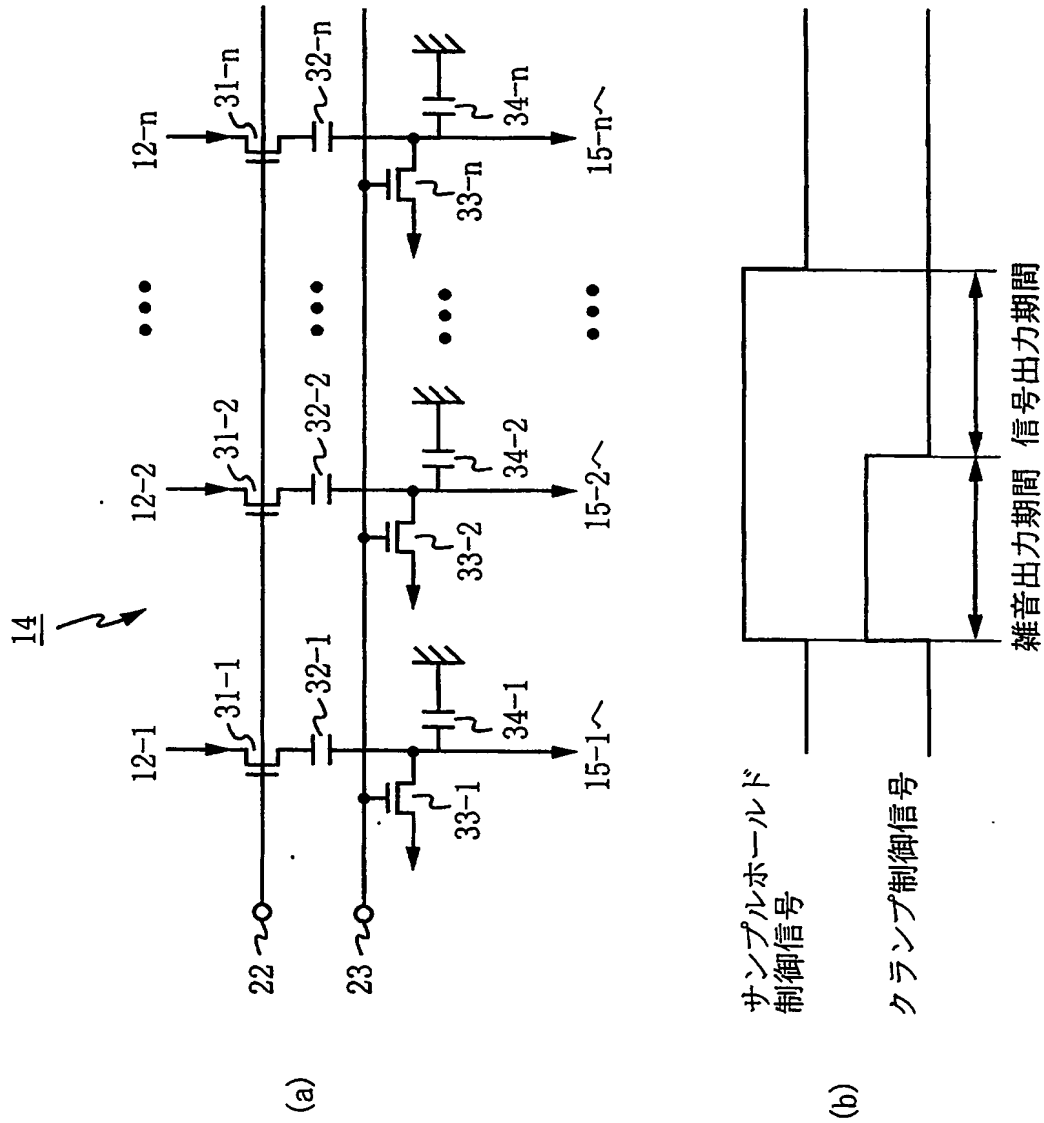 14
12-1
12-2
12-n
31-1
31-2
31-n
22
32-1
32-2
32-n
23
33-1
33-2
33-n
34-1
34-2
34-n
15-1へ
15-2へ
15-nへ
(a)
サンプルホールド
制御信号
クランプ制御信号
雑音出力期間
信号出力期間
(b)